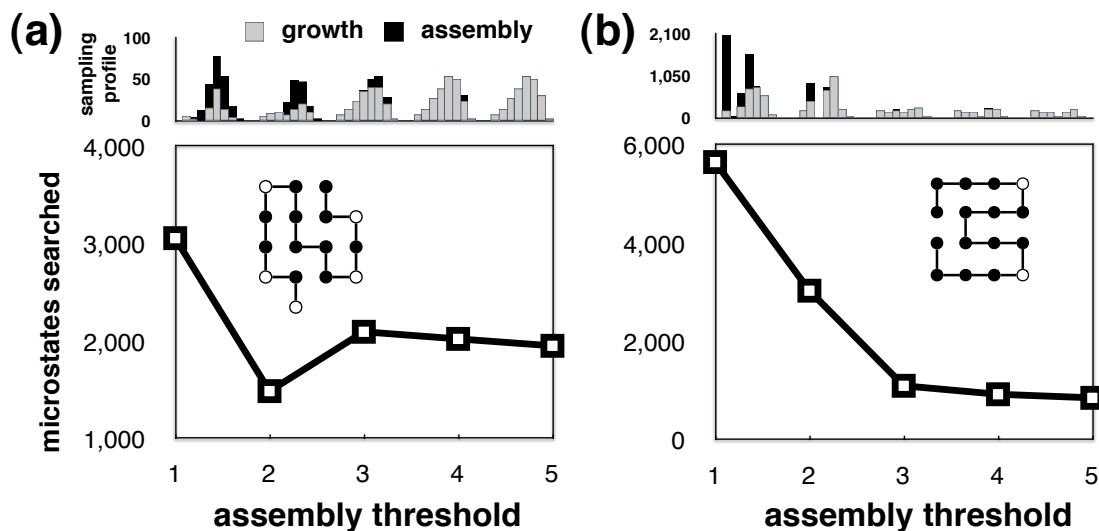 (a) growth assembly
sampling
profile
100
50
0
4,000
3,000
2,000
1,000
microstates searched
1 2 3 4 5
assembly threshold
(b)
2,100
1,050
0
6,000
4,000
2,000
0
1 2 3 4 5
assembly threshold